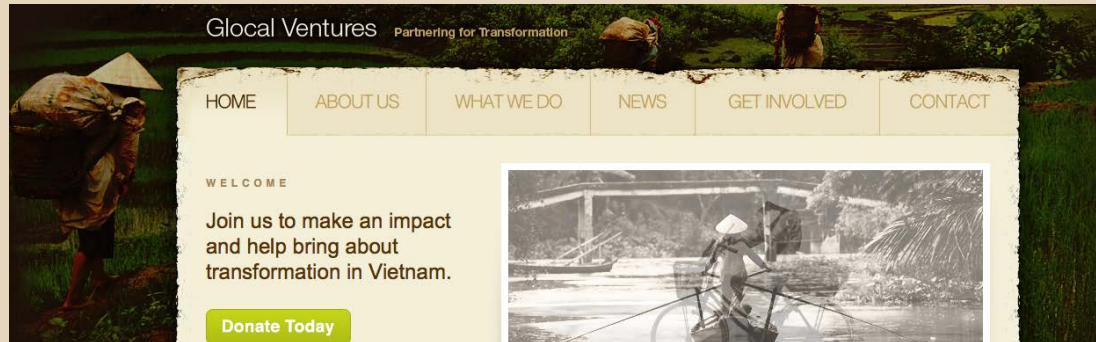 Glocal Ventures Partnering for Transformation
HOME ABOUT US WHAT WE DO NEWS GET INVOLVED CONTACT
WELCOME
Join us to make an impact
and help bring about
transformation in Vietnam.
Donate Today